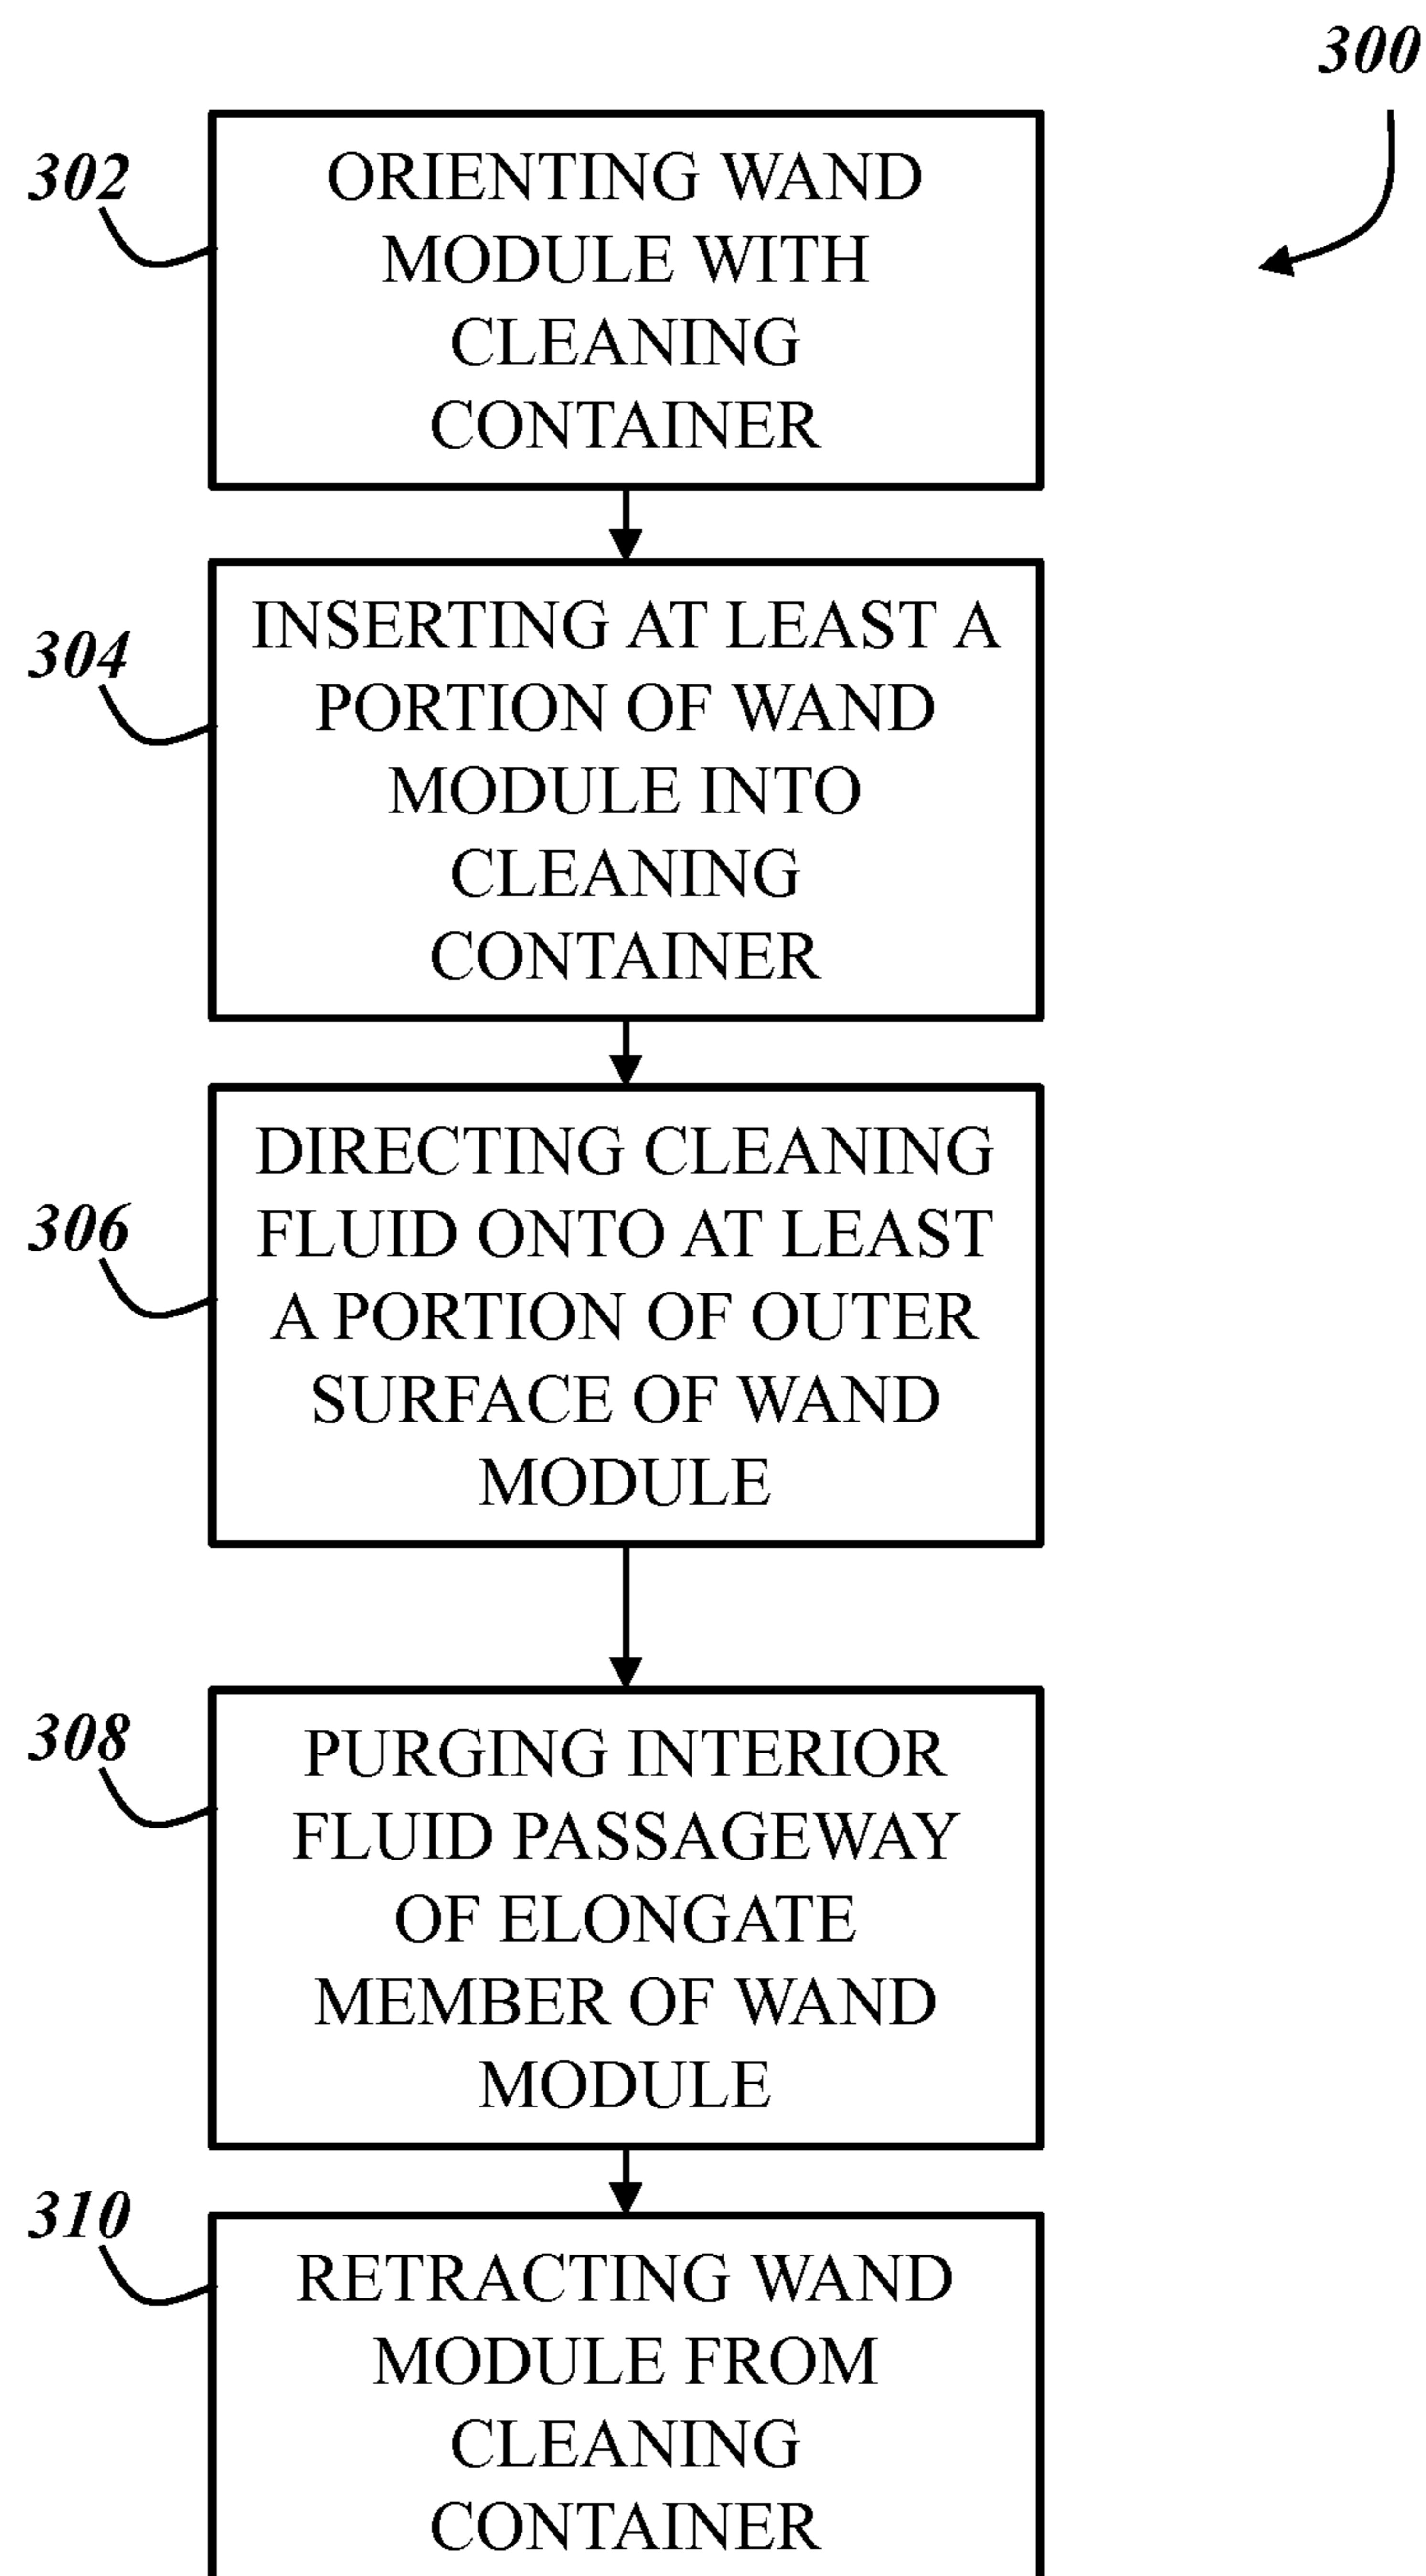 300
302
ORIENTING WAND
MODULE WITH
CLEANING
CONTAINER
304
INSERTING AT LEAST A
PORTION OF WAND
MODULE INTO
CLEANING
CONTAINER
306
DIRECTING CLEANING
FLUID ONTO AT LEAST
A PORTION OF OUTER
SURFACE OF WAND
MODULE
308
PURGING INTERIOR
FLUID PASSAGEWAY
OF ELONGATE
MEMBER OF WAND
MODULE
310
RETRACTING WAND
MODULE FROM
CLEANING
CONTAINER